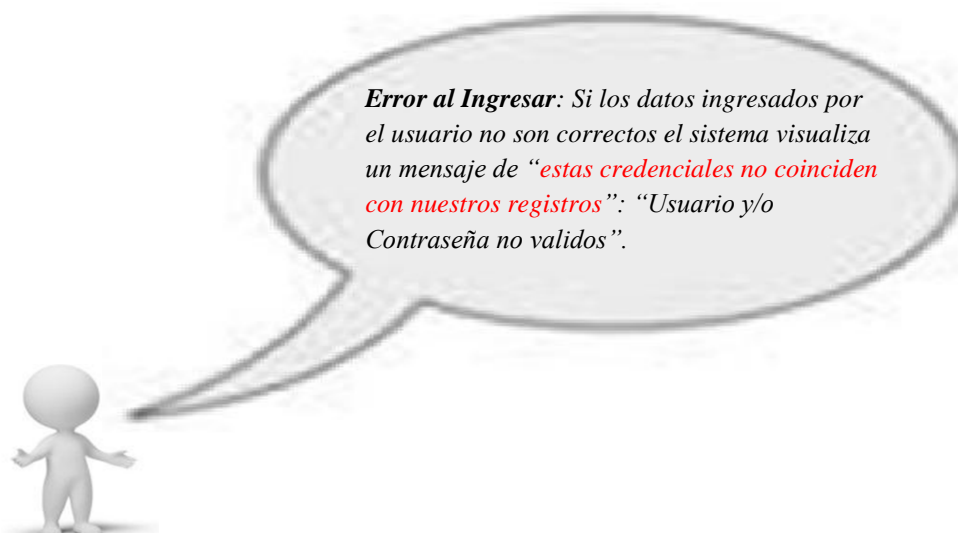 Error al Ingresar: Si los datos ingresados por
el usuario no son correctos el sistema visualiza
un mensaje de “estas credenciales no coinciden
con nuestros registros”: “Usuario y/o
Contraseña no validos”.